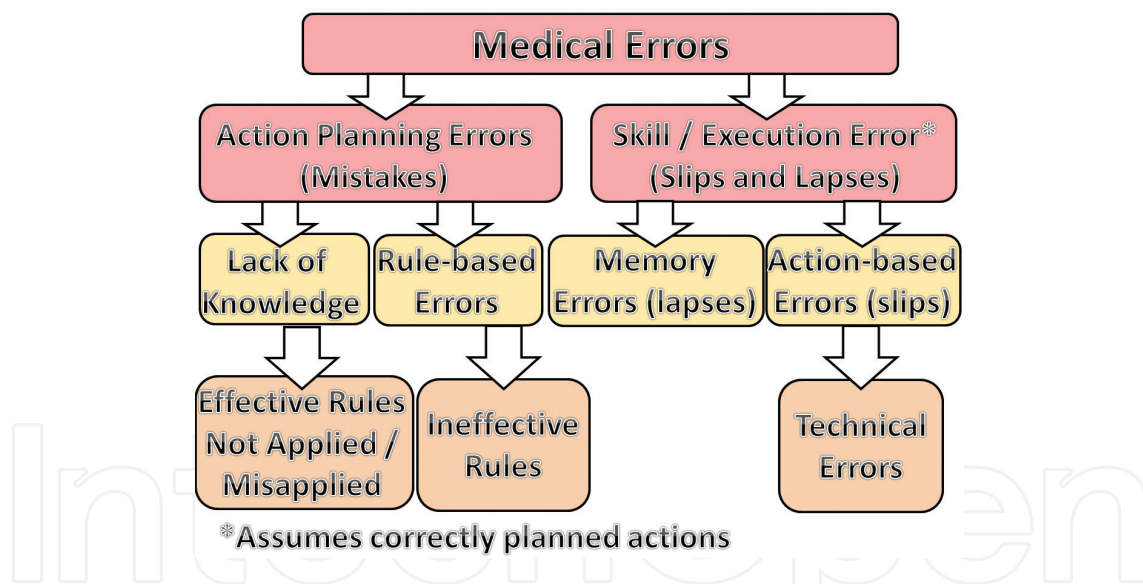 Medical Errors
Action Planning Errors
(Mistakes)
Skill / Execution Error*
(Slips and Lapses)
Lack of
Knowledge
Rule-based
Errors
Memory
Errors (lapses)
Action-based
Errors (slips)
Effective Rules
Not Applied /
Misapplied
Ineffective
Rules
Technical
Errors
*Assumes correctly planned actions
IntechOpen